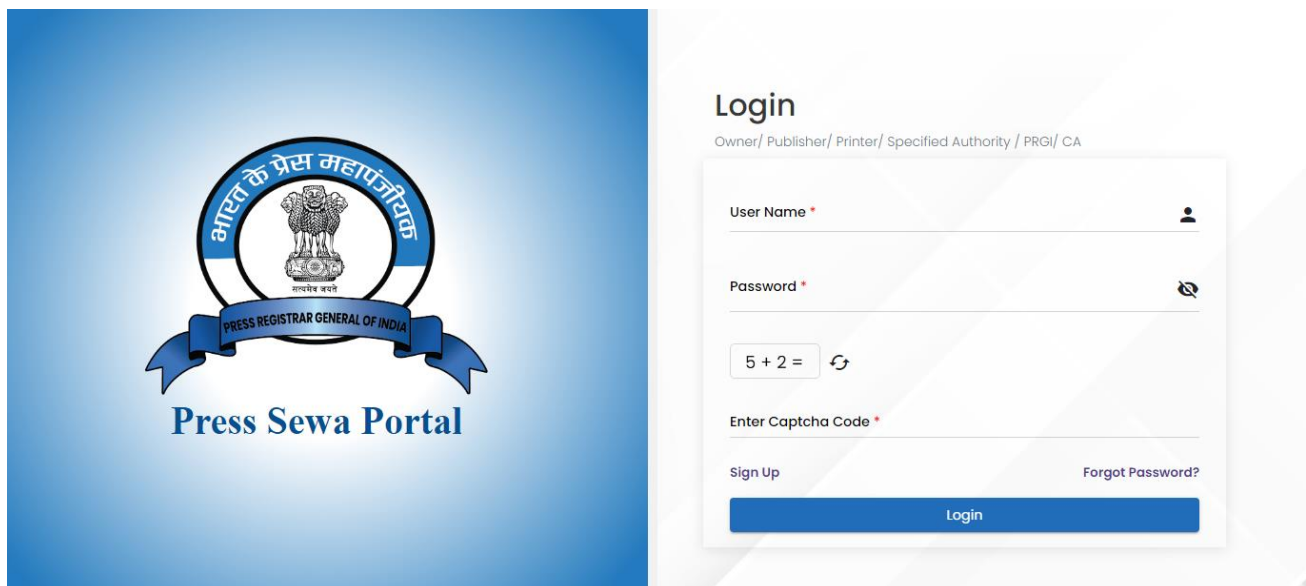 भारत के प्रेस महापंजीयक
सत्यमेव जयते
PRESS REGISTRAR GENERAL OF INDIA
Press Sewa Portal
Login
Owner/ Publisher/ Printer/ Specified Authority / PRGI/ CA
User Name *
Password *
5 + 2 =
Enter Captcha Code *
Sign Up
Forgot Password?
Login